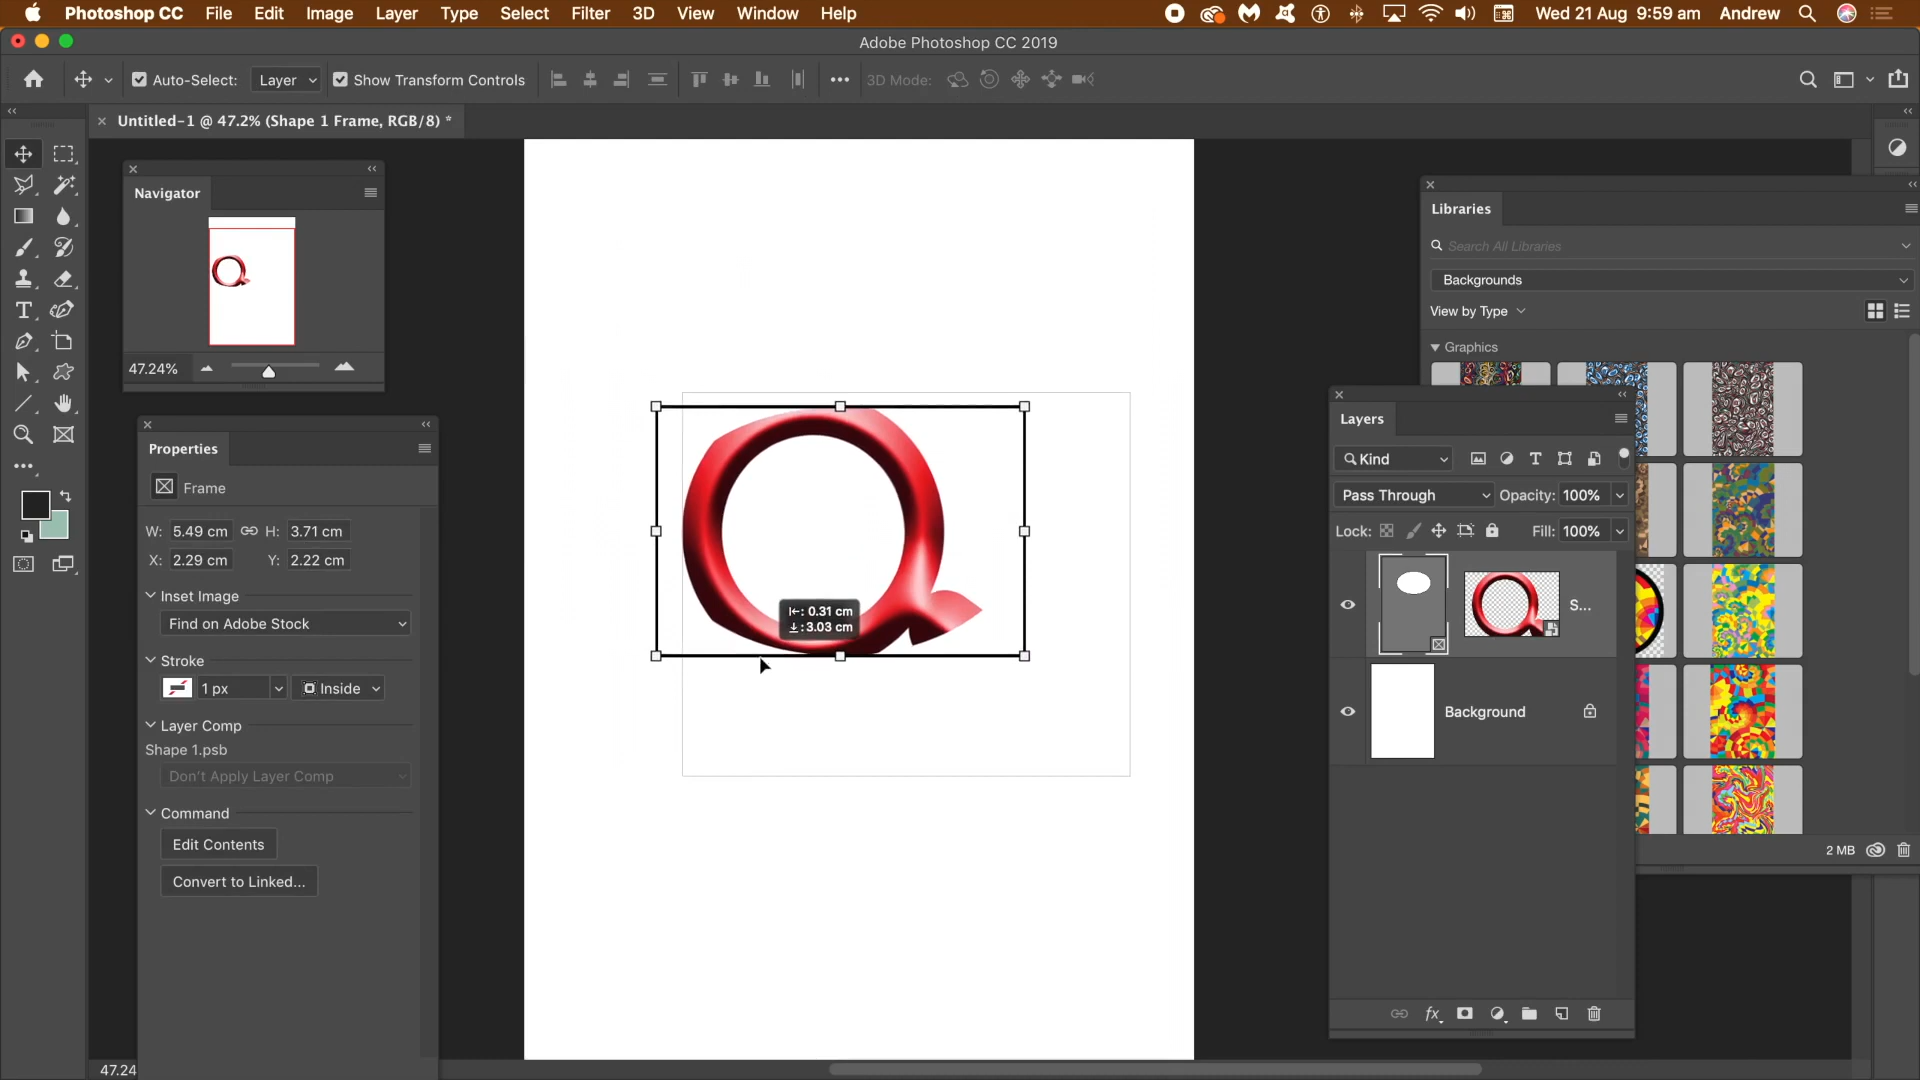 Photoshop CC File Edit Image Layer Type Select Filter 3D View Window Help Wed 21 Aug 9:59 am Andrew
Adobe Photoshop CC 2019
Auto-Select: Layer Show Transform Controls 3D Mode:
Untitled-1 @ 47.2% (Shape 1 Frame, RGB/8) *
Navigator
47.24%
Properties
Frame
W: 5.49 cm H: 3.71 cm
X: 2.29 cm Y: 2.22 cm
Inset Image
Find on Adobe Stock
Stroke
1 px Inside
Layer Comp
Shape 1.psb
Don't Apply Layer Comp
Command
Edit Contents
Convert to Linked...
47.24
: 0.31 cm
: 3.03 cm
Libraries
Search All Libraries
Backgrounds
View by Type
Graphics
Layers
Kind
Pass Through Opacity: 100%
Lock: Fill: 100%
S...
Background
fx
2 MB